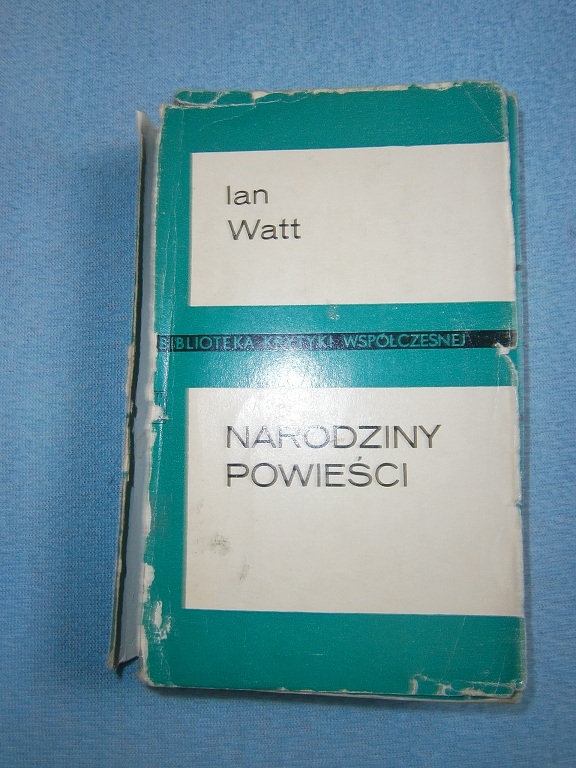 Ian
Watt
BIBLIOTEKA KRYTYKI WSPÓŁCZESNEJ
NARODZINY
POWIEŚCI